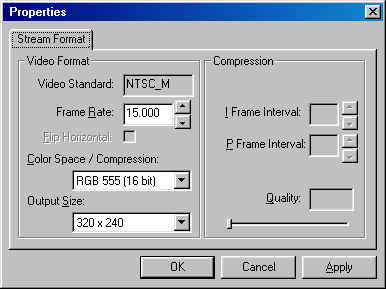 Properties
Stream Format
Video Format
Video Standard: NTSC_M
Frame Rate: 15.000
Flip Horizontal:
Color Space / Compression:
RGB 555 (16 bit)
Output Size:
320 x 240
Compression
I Frame Interval:
P Frame Interval:
Quality:
OK Cancel Apply